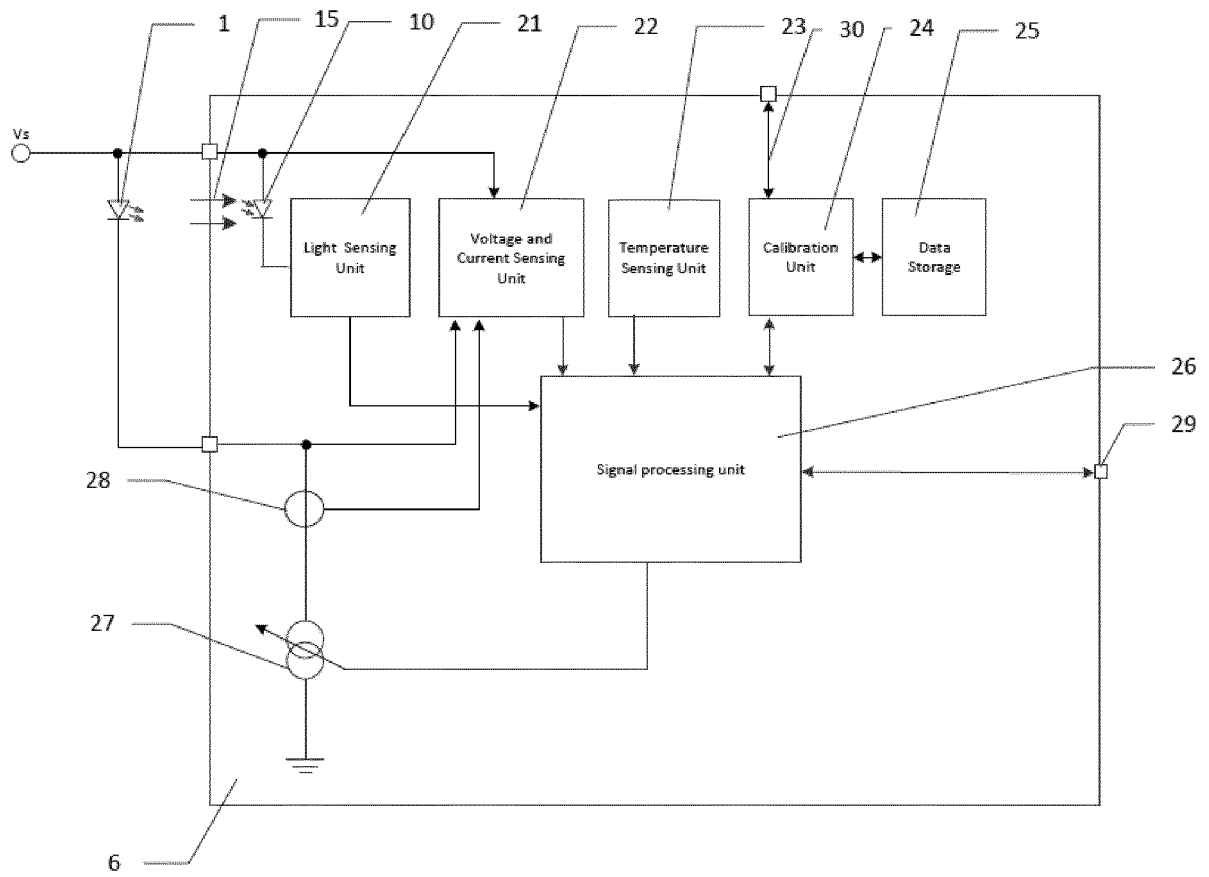 1
15
10
21
22
23
30
24
25
Vs
Light Sensing
Unit
Voltage and
Current Sensing
Unit
Temperature
Sensing Unit
Calibration
Unit
Data
Storage
26
29
Signal processing unit
28
27
6